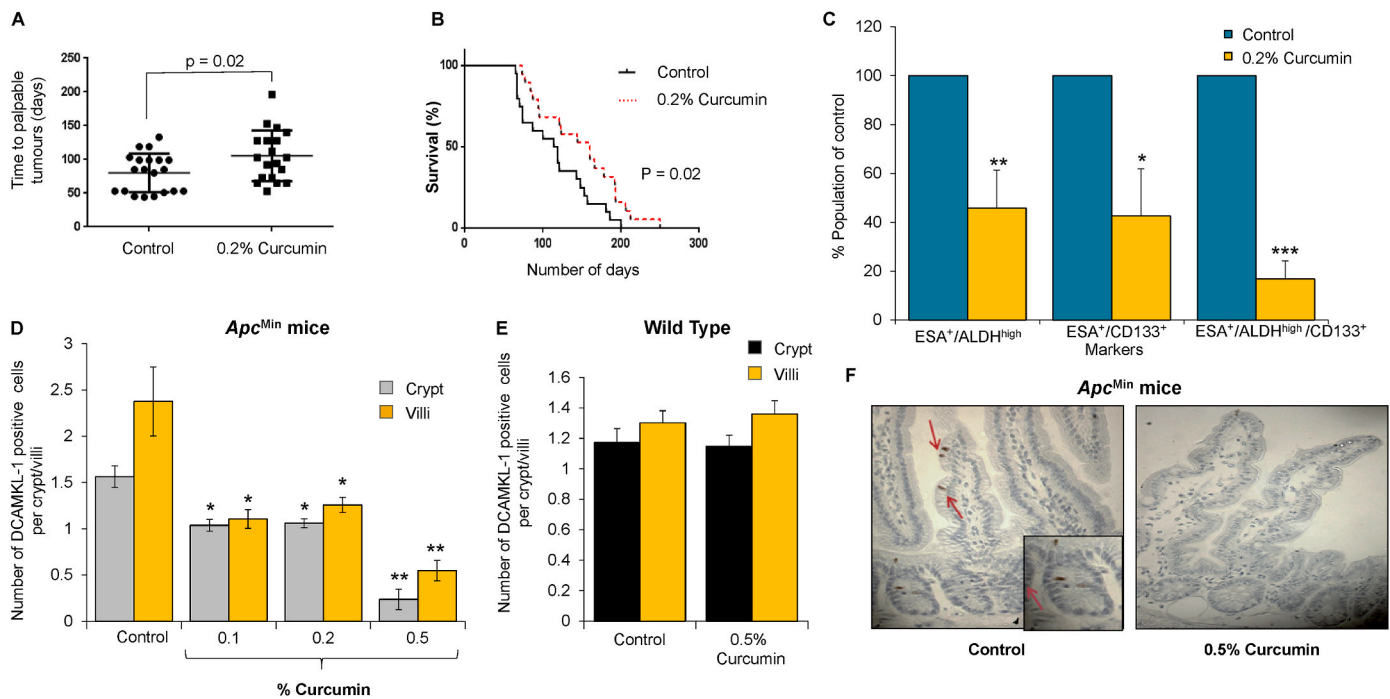 A
Time to palpable
tumours (days)
250
200
150
100
50
0
p = 0.02
Control
0.2% Curcumin
B
Survival (%)
100
50
0
0
100
200
300
Number of days
Control
0.2% Curcumin
P = 0.02
C
% Population of control
120
100
80
60
40
20
0
Control
0.2% Curcumin
**
*
***
ESA+/ALDHhigh
ESA+/CD133+
ESA+/ALDHhigh/CD133+
Markers
D
ApcMin mice
Number of DCAMKL-1 positive cells
per crypt/villi
3
2.5
2
1.5
1
0.5
0
Crypt
Villi
*
*
*
*
**
**
Control
0.1
0.2
0.5
% Curcumin
E
Wild Type
Number of DCAMKL-1 positive cells
per crypt/villi
1.6
1.4
1.2
1
0.8
0.6
0.4
0.2
0
Crypt
Villi
Control
0.5%
Curcumin
F
ApcMin mice
Control
0.5% Curcumin